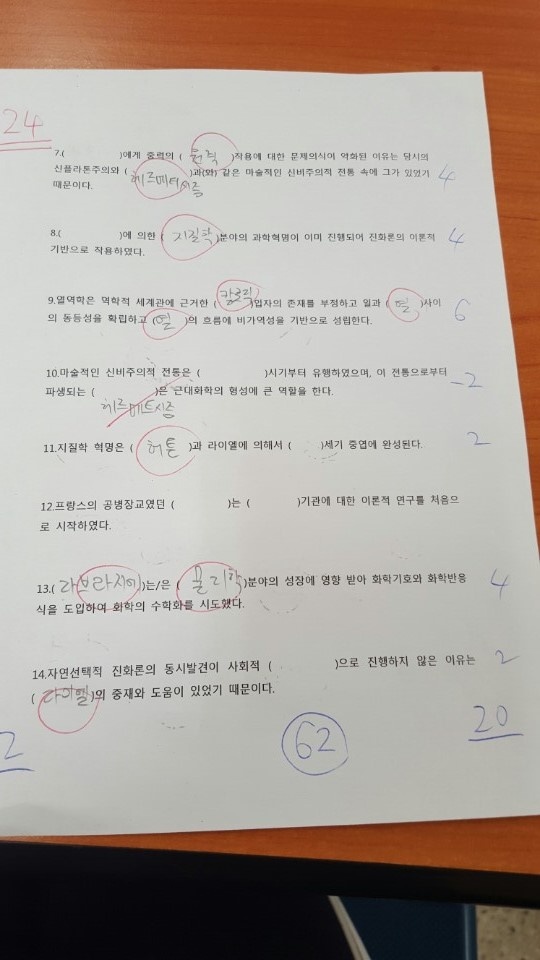 24
7.( )에게 중력의 ( 원격 )작용에 대한 문제의식이 약화된 이유는 당시의
신플라톤주의와 ( 헤르메티시즘 )과(와) 같은 마술적인 신비주의적 전통 속에 그가 있었기 4
때문이다.
8.( )에 의한 ( 지질학 )분야의 과학혁명이 이미 진행되어 진화론의 이론적 4
기반으로 작용하였다.
9.열역학은 역학적 세계관에 근거한 ( 칼로릭 )입자의 존재를 부정하고 일과 ( 열 )사이 6
의 동등성을 확립하고 ( 열 )의 흐름에 비가역성을 기반으로 성립한다.
10.마술적인 신비주의적 전통은 ( )시기부터 유행하였으며, 이 전통으로부터 -2
파생되는 ( )은 근대화학의 형성에 큰 역할을 한다.
헤르메트시즘
11.지질학 혁명은 ( 허튼 )과 라이엘에 의해서 ( )세기 중엽에 완성된다. 2
12.프랑스의 공병장교였던 ( )는 ( )기관에 대한 이론적 연구를 처음으
로 시작하였다.
13.( 라보라지에 )는/은 ( 물리학 )분야의 성장에 영향 받아 화학기호와 화학반응 4
식을 도입하여 화학의 수학화를 시도했다.
14.자연선택적 진화론의 동시발견이 사회적 ( )으로 진행하지 않은 이유는 2
( 라이엘 )의 중재와 도움이 있었기 때문이다.
2
62
20